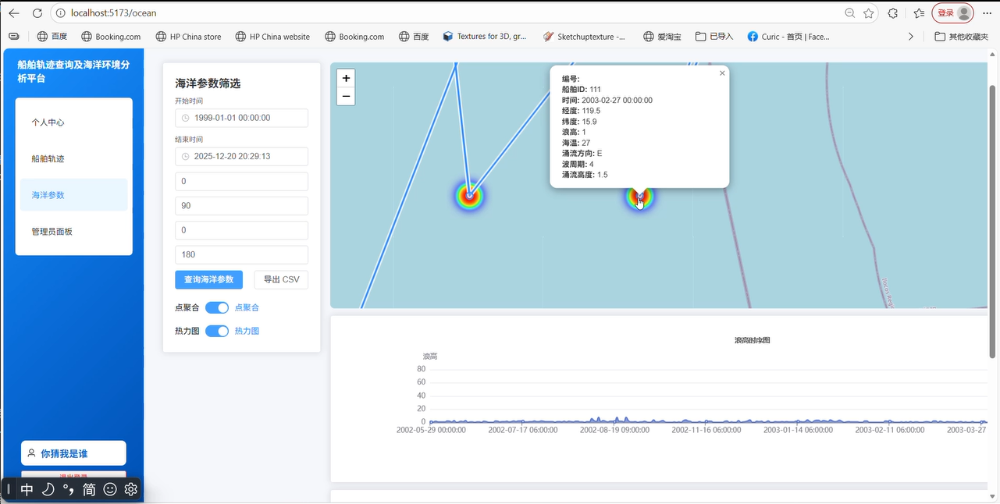 localhost:5173/ocean
登录
百度
Booking.com
HP China store
HP China website
Booking.com
百度
Textures for 3D, gr...
Sketchuptexture -...
爱淘宝
已导入
Curic - 首页 | Face...
其他收藏夹
船舶轨迹查询及海洋环境分
析平台
个人中心
船舶轨迹
海洋参数
管理员面板
你猜我是谁
退出登录
中
简
海洋参数筛选
开始时间
1999-01-01 00:00:00
结束时间
2025-12-20 20:29:13
0
90
0
180
查询海洋参数
导出 CSV
点聚合
点聚合
热力图
热力图
+
−
×
编号:
船舶ID: 111
时间: 2003-02-27 00:00:00
经度: 119.5
纬度: 15.9
浪高: 1
海温: 27
涌流方向: E
波周期: 4
涌流高度: 1.5
Ilocos Reg
浪高时序图
浪高
80
60
40
20
0
2002-05-29 00:00:00
2002-07-17 06:00:00
2002-08-19 09:00:00
2002-11-16 06:00:00
2003-01-14 06:00:00
2003-02-11 06:00:00
2003-03-27